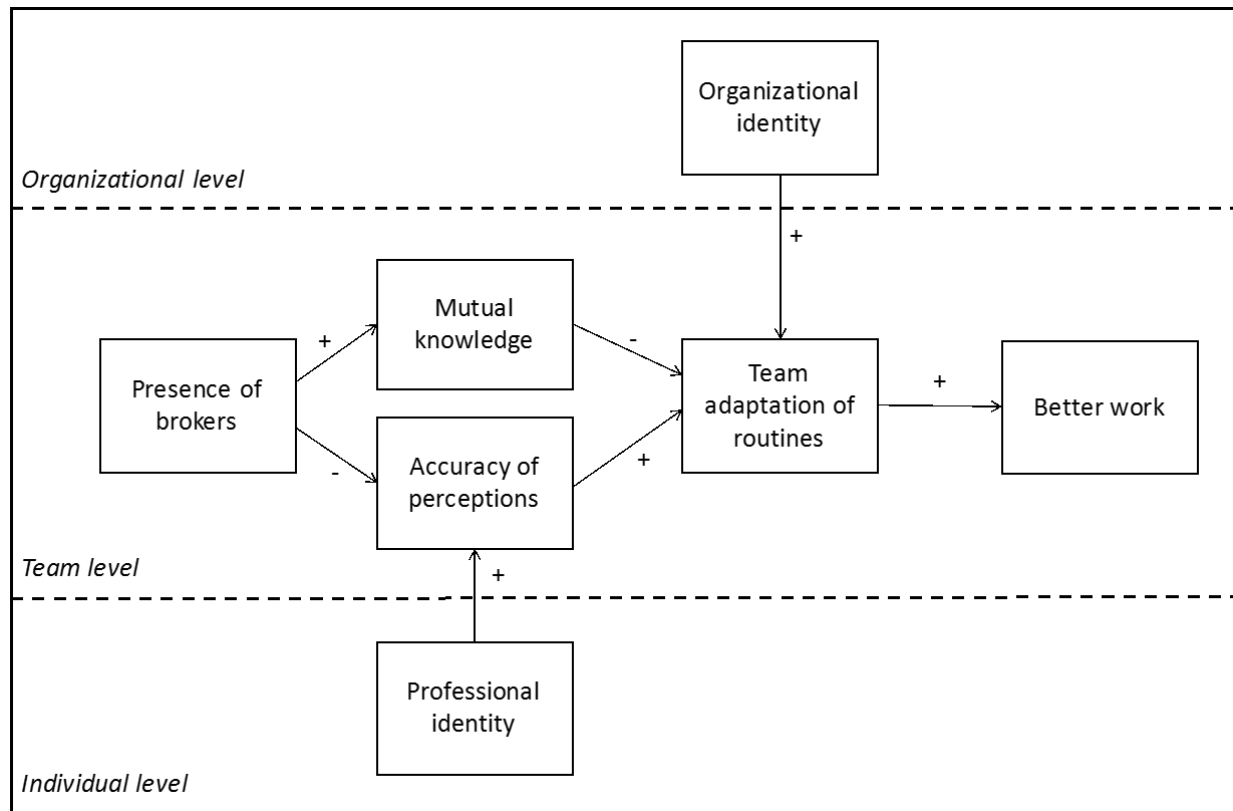 Organizational
identity
Organizational level
+
Mutual
knowledge
+
-
Presence of
brokers
Team
adaptation of
routines
+
Better work
-
Accuracy of
perceptions
+
Team level
+
Professional
identity
Individual level